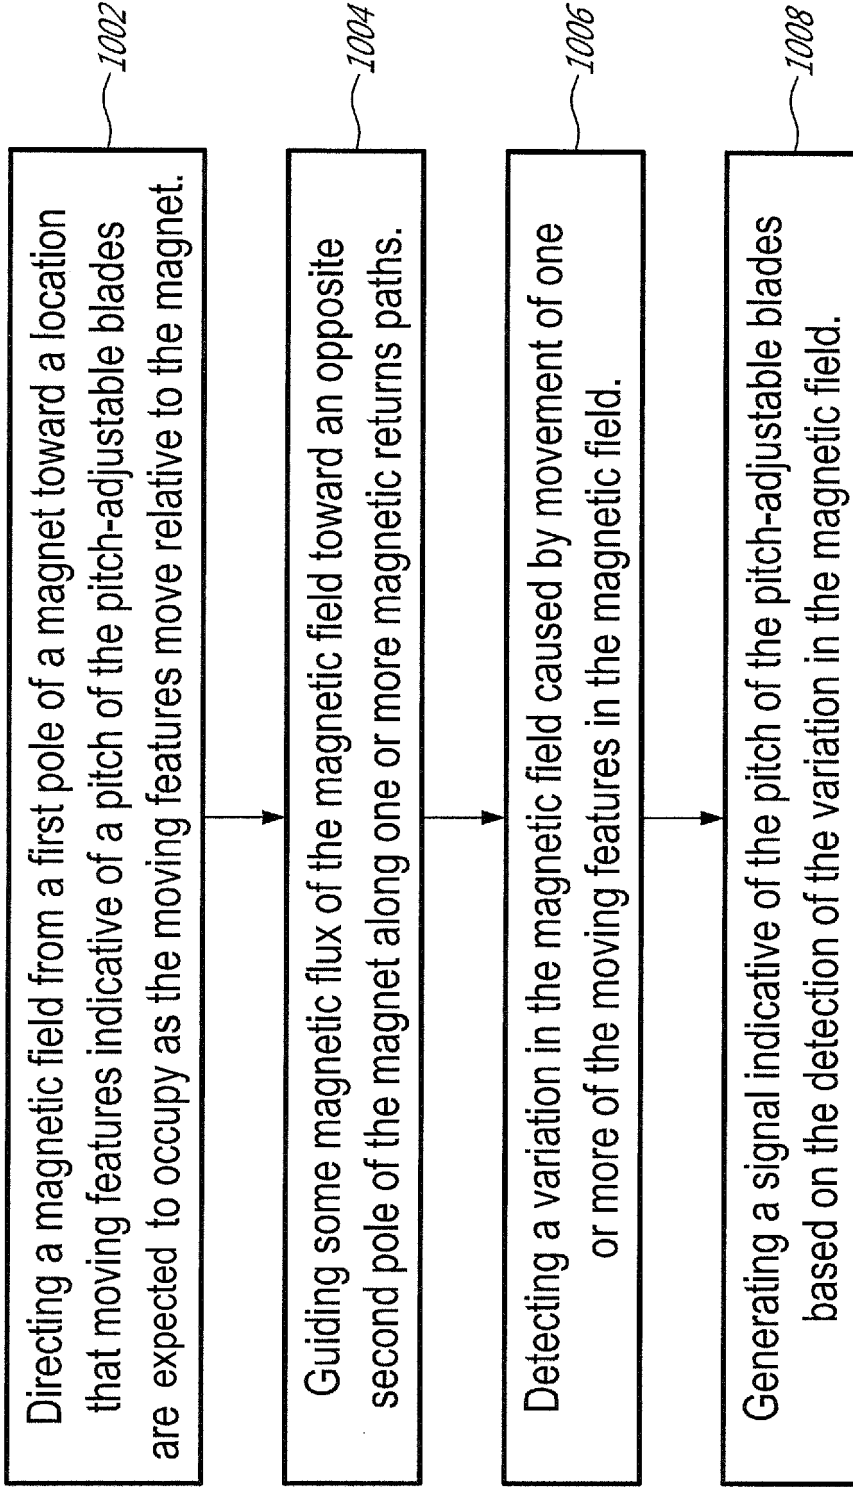 Directing a magnetic field from a first pole of a magnet toward a location
that moving features indicative of a pitch of the pitch-adjustable blades
are expected to occupy as the moving features move relative to the magnet.
1002
Guiding some magnetic flux of the magnetic field toward an opposite
second pole of the magnet along one or more magnetic returns paths.
1004
Detecting a variation in the magnetic field caused by movement of one
or more of the moving features in the magnetic field.
1006
Generating a signal indicative of the pitch of the pitch-adjustable blades
based on the detection of the variation in the magnetic field.
1008